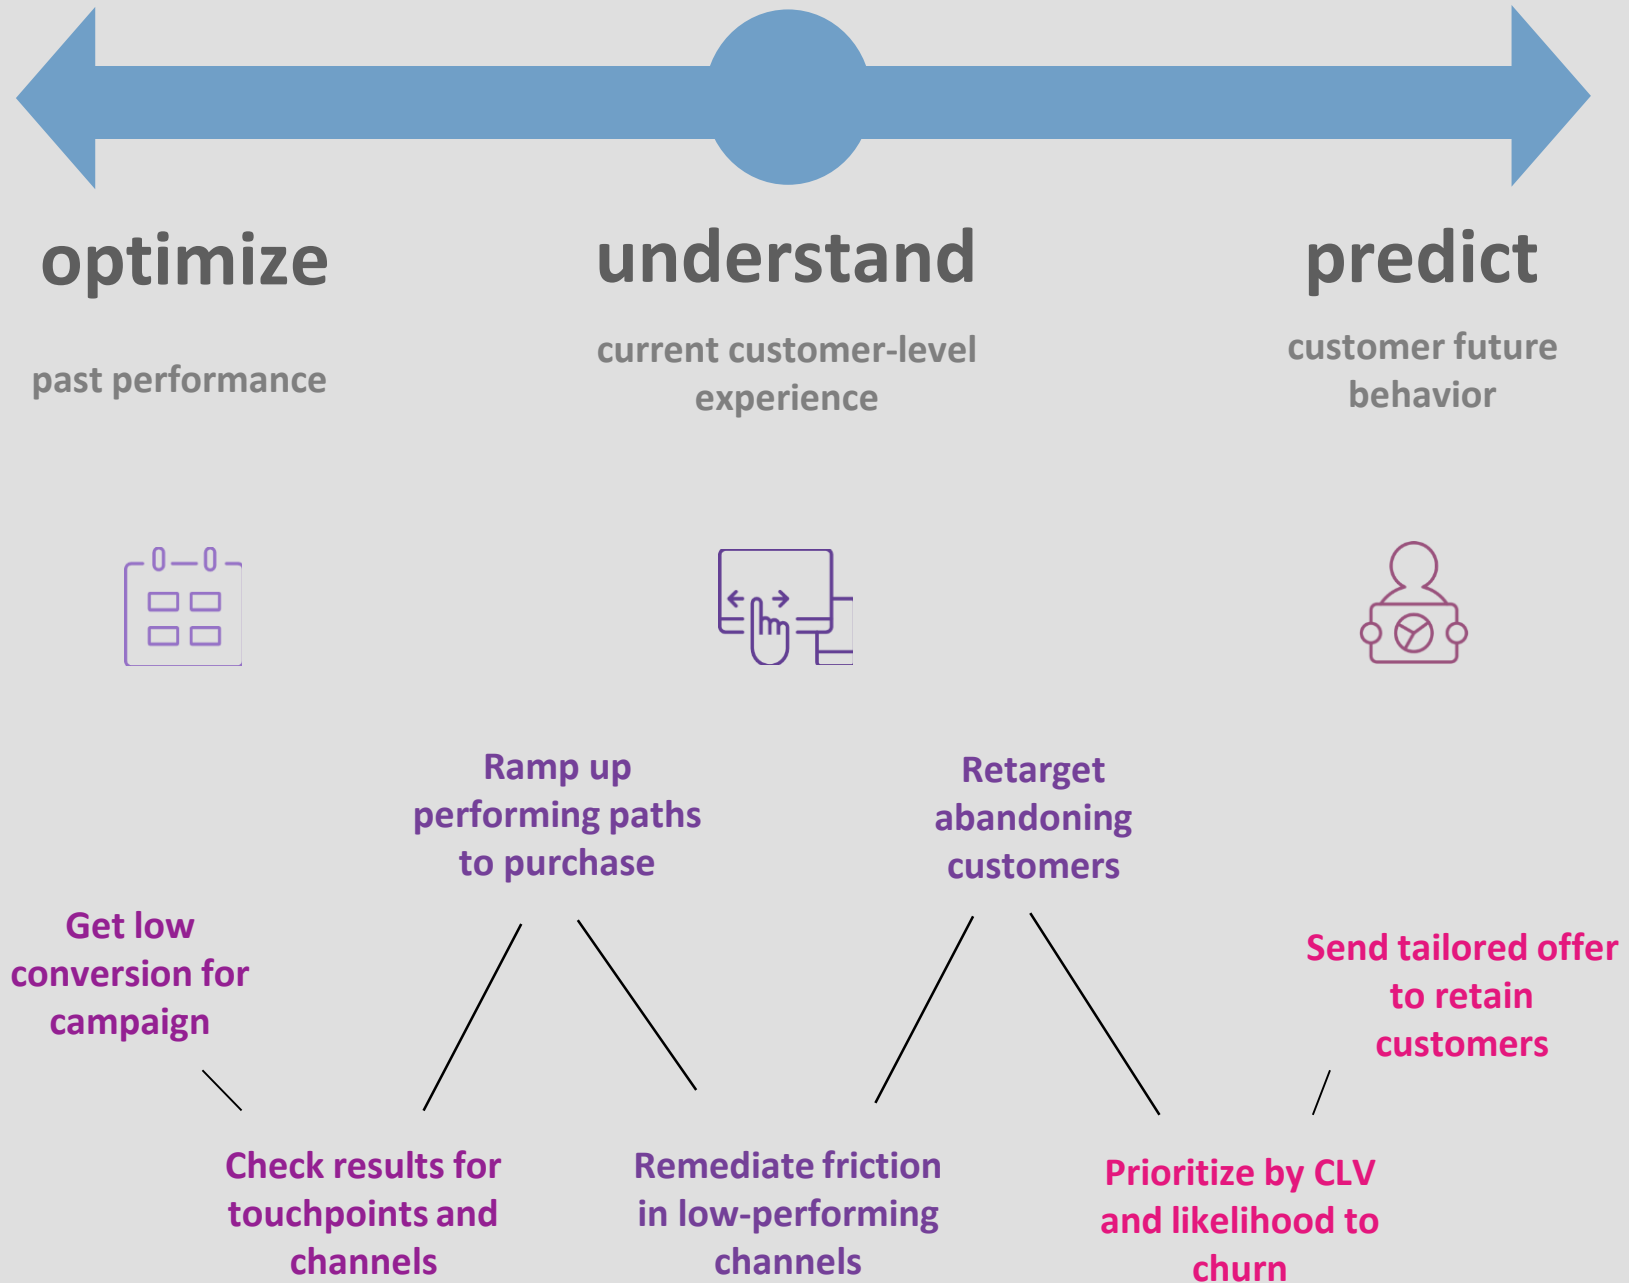 optimize
past performance
understand
current customer-level
experience
predict
customer future
behavior
Get low
conversion for
campaign
Check results for
touchpoints and
channels
Ramp up
performing paths
to purchase
Remediate friction
in low-performing
channels
Retarget
abandoning
customers
Prioritize by CLV
and likelihood to
churn
Send tailored offer
to retain
customers